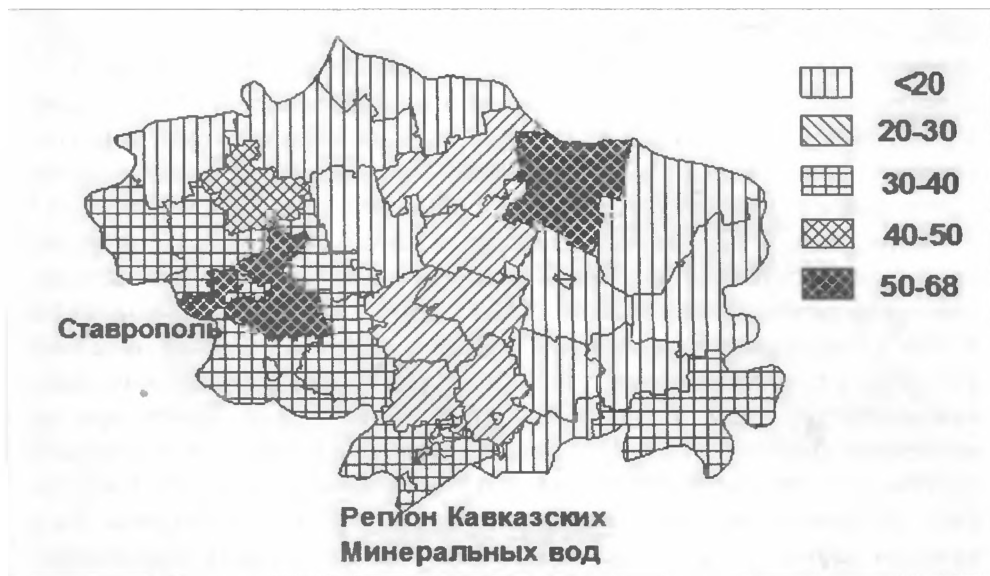 <20
20-30
30-40
40-50
50-68
Ставрополь
Регион Кавказских
Минеральных вод